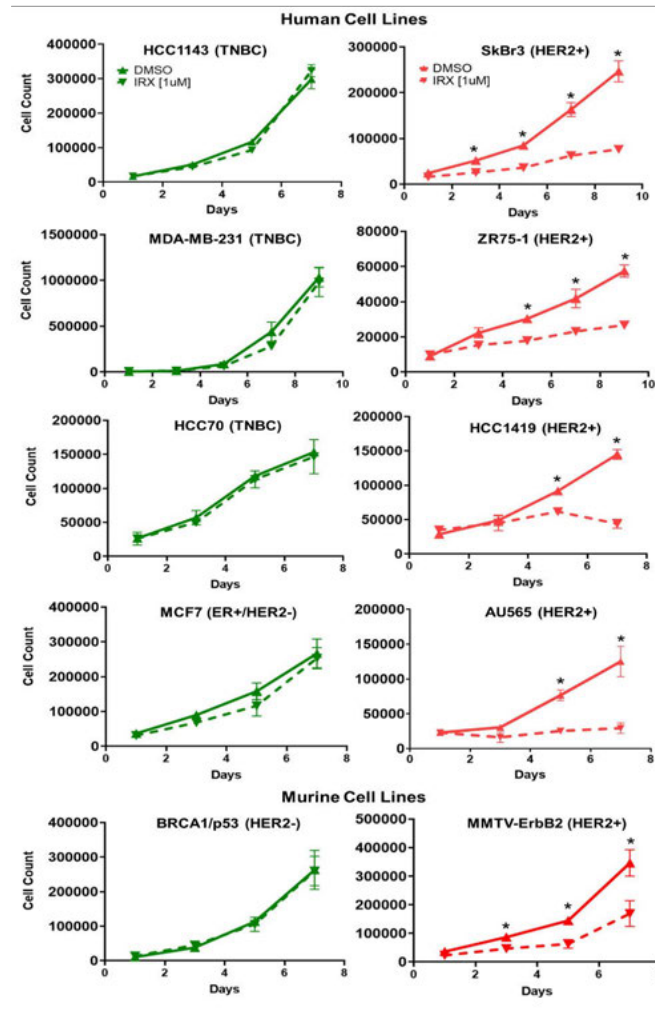 Human Cell Lines
HCC1143 (TNBC)
DMSO
IRX [1uM]
Cell Count
400000
300000
200000
100000
0
0 2 4 6 8
Days
SkBr3 (HER2+)
DMSO
IRX [1uM]
300000
200000
100000
0
* * * *
0 2 4 6 8 10
Days
MDA-MB-231 (TNBC)
Cell Count
1500000
1000000
500000
0
0 2 4 6 8 10
Days
ZR75-1 (HER2+)
80000
60000
40000
20000
0
* * *
0 2 4 6 8 10
Days
HCC70 (TNBC)
Cell Count
200000
150000
100000
50000
0
0 2 4 6 8
Days
HCC1419 (HER2+)
200000
150000
100000
50000
0
* *
0 2 4 6 8
Days
MCF7 (ER+/HER2-)
Cell Count
400000
300000
200000
100000
0
0 2 4 6 8
Days
AU565 (HER2+)
200000
150000
100000
50000
0
* *
0 2 4 6 8
Days
Murine Cell Lines
BRCA1/p53 (HER2-)
Cell Count
400000
300000
200000
100000
0
0 2 4 6 8
Days
MMTV-ErbB2 (HER2+)
500000
400000
300000
200000
100000
0
* * *
0 2 4 6
Days